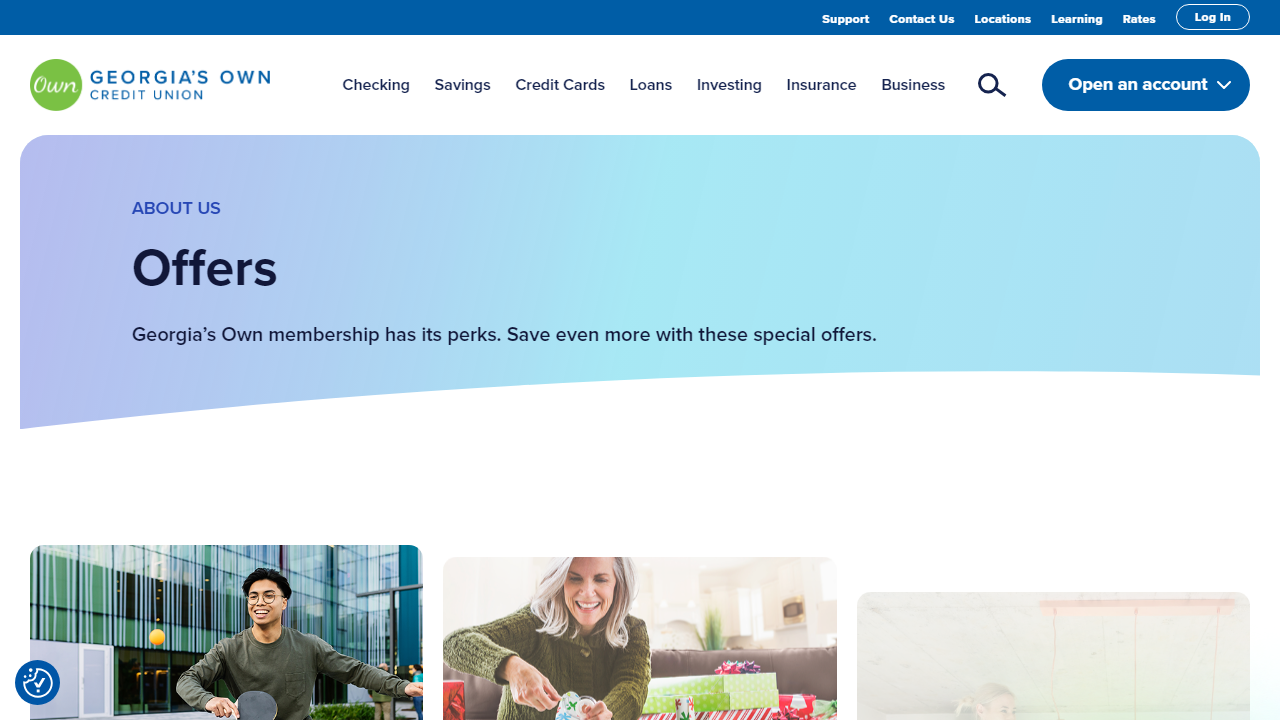 Support Contact Us Locations Learning Rates Log In
Own GEORGIA'S OWN
CREDIT UNION
Checking Savings Credit Cards Loans Investing Insurance Business Open an account
ABOUT US
Offers
Georgia’s Own membership has its perks. Save even more with these special offers.